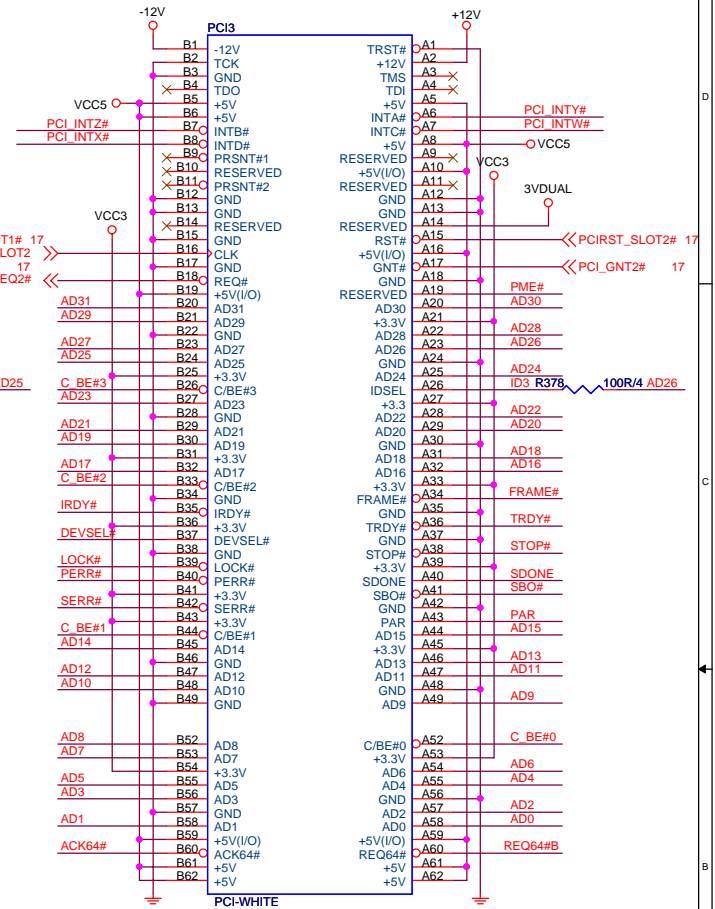 -12V +12V
PCI3
B1 -12V TRST# A1
B2 TCK +12V A2
B3 GND TMS A3
B4 TDO TDI A4
VCC5 B5 +5V +5V A5
B6 +5V INTA# A6 PCI_INTY#
PCI_INTZ# B7 INTB# INTC# A7 PCI_INTW#
PCI_INTX# B8 INTD# +5V A8 VCC5
B9 PRSNT#1 RESERVED A9
B10 RESERVED +5V(I/O) A10 VCC3
B11 PRSNT#2 RESERVED A11
B12 GND GND A12 3VDUAL
B13 GND GND A13
VCC3 B14 RESERVED RESERVED A14
OT1# 17 B15 GND RST# A15 PCIRST_SLOT2# 17
LOT2 B16 CLK +5V(I/O) A16
17 B17 GND GNT# A17 PCI_GNT2# 17
EQ2# B18 REQ# GND A18
B19 +5V(I/O) RESERVED A19 PME#
AD31 B20 AD31 AD30 A20 AD30
AD29 B21 AD29 +3.3V A21
B22 GND AD28 A22 AD28
AD27 B23 AD27 AD26 A23 AD26
AD25 B24 AD25 GND A24
B25 +3.3V AD24 A25 AD24
D25 C_BE#3 B26 C/BE#3 IDSEL A26 ID3 R378 100R/4 AD26
AD23 B27 AD23 +3.3 A27
B28 GND AD22 A28 AD22
AD21 B29 AD21 AD20 A29 AD20
AD19 B30 AD19 GND A30
B31 +3.3V AD18 A31 AD18
AD17 B32 AD17 AD16 A32 AD16
C_BE#2 B33 C/BE#2 +3.3V A33
B34 GND FRAME# A34 FRAME#
IRDY# B35 IRDY# GND A35
B36 +3.3V TRDY# A36 TRDY#
DEVSEL# B37 DEVSEL# GND A37
B38 GND STOP# A38 STOP#
LOCK# B39 LOCK# +3.3V A39
PERR# B40 PERR# SDONE A40 SDONE
B41 +3.3V SBO# A41 SBO#
SERR# B42 SERR# GND A42
B43 +3.3V PAR A43 PAR
C_BE#1 B44 C/BE#1 AD15 A44 AD15
AD14 B45 AD14 +3.3V A45
B46 GND AD13 A46 AD13
AD12 B47 AD12 AD11 A47 AD11
AD10 B48 AD10 GND A48
B49 GND AD9 A49 AD9
AD8 B52 AD8 C/BE#0 A52 C_BE#0
AD7 B53 AD7 +3.3V A53
B54 +3.3V AD6 A54 AD6
AD5 B55 AD5 AD4 A55 AD4
AD3 B56 AD3 GND A56
B57 GND AD2 A57 AD2
AD1 B58 AD1 AD0 A58 AD0
B59 +5V(I/O) +5V(I/O) A59
ACK64# B60 ACK64# REQ64# A60 REQ64#B
B61 +5V +5V A61
B62 +5V +5V A62
PCI-WHITE
D
C
B